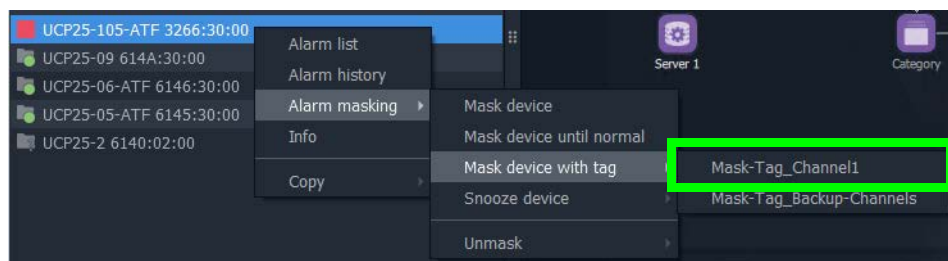 UCP25-105-ATF 3266:30:00
UCP25-09 614A:30:00
UCP25-06-ATF 6146:30:00
UCP25-05-ATF 6145:30:00
UCP25-2 6140:02:00
Alarm list
Alarm history
Alarm masking
Info
Copy
Mask device
Mask device until normal
Mask device with tag
Snooze device
Unmask
Mask-Tag_Channel1
Mask-Tag_Backup-Channels
Server 1
Category